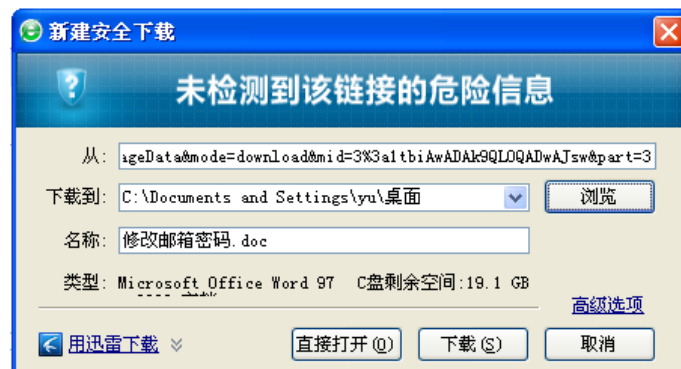 新建安全下载
未检测到该链接的危险信息
从: ageData&mode=download&mid=3%3a1tbiAwADAk9QLOQADwAJsw&part=3
下载到: C:\Documents and Settings\yu\桌面 浏览
名称: 修改邮箱密码.doc
类型: Microsoft Office Word 97 C盘剩余空间:19.1 GB
高级选项
用迅雷下载 直接打开(O) 下载(S) 取消